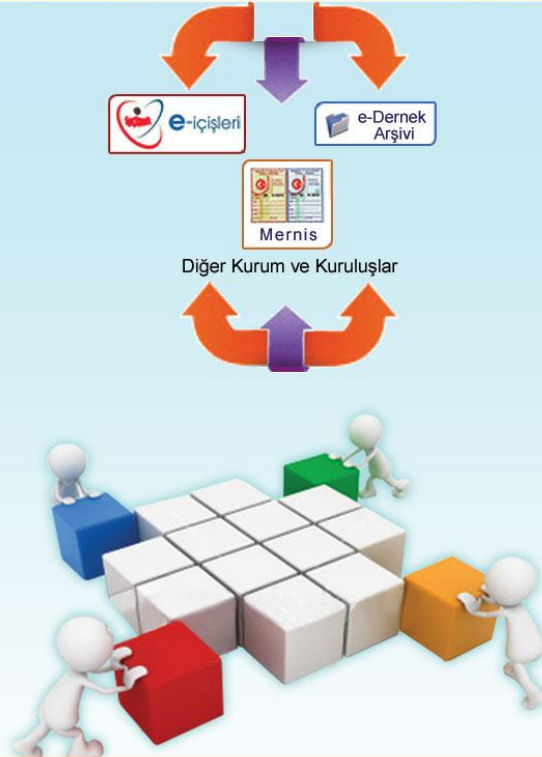 e-içişleri
e-Dernek
Arşivi
Mernis
Diğer Kurum ve Kuruluşlar